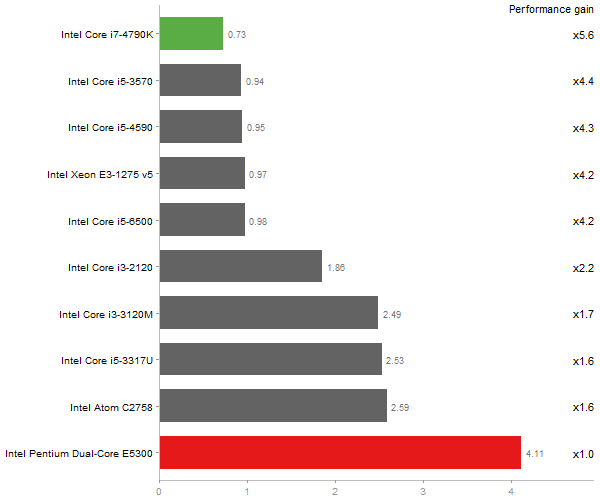 Performance gain
Intel Core i7-4790K 0.73 x5.6
Intel Core i5-3570 0.94 x4.4
Intel Core i5-4590 0.95 x4.3
Intel Xeon E3-1275 v5 0.97 x4.2
Intel Core i5-6500 0.98 x4.2
Intel Core i3-2120 1.86 x2.2
Intel Core i3-3120M 2.49 x1.7
Intel Core i5-3317U 2.53 x1.6
Intel Atom C2758 2.59 x1.6
Intel Pentium Dual-Core E5300 4.11 x1.0
0 1 2 3 4